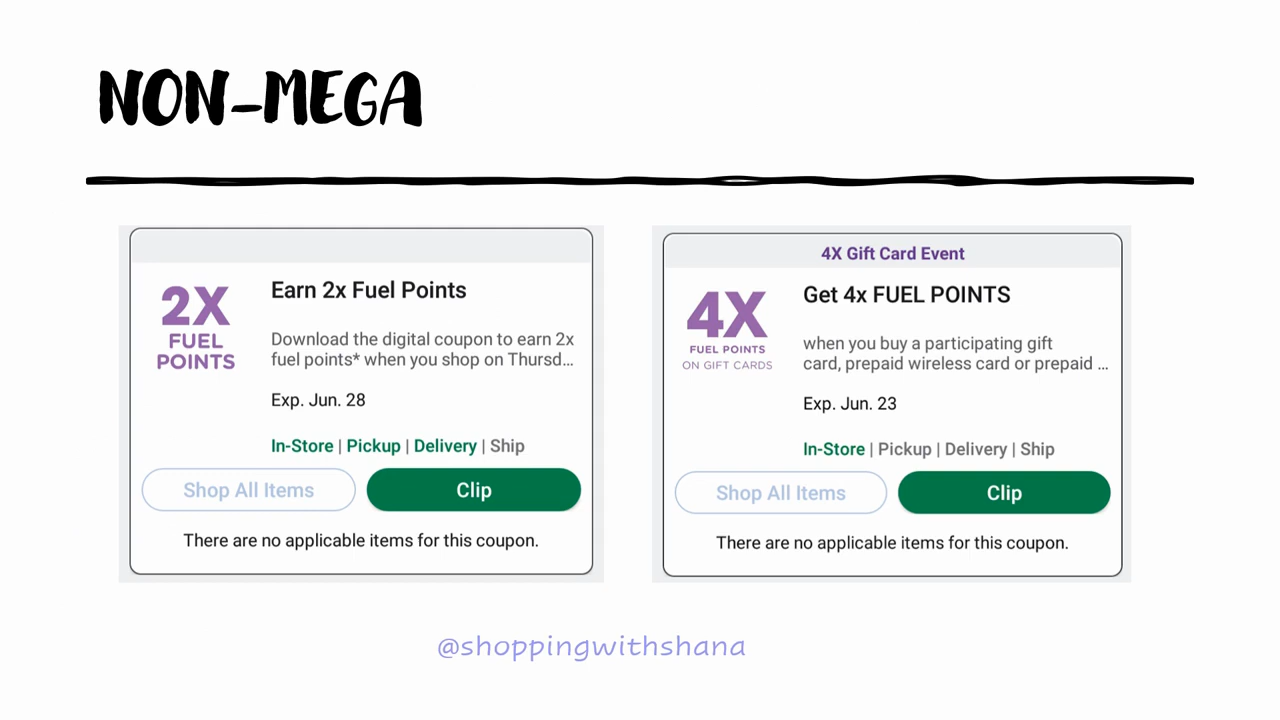 NON-MEGA
2X
FUEL
POINTS
Earn 2x Fuel Points
Download the digital coupon to earn 2x
fuel points* when you shop on Thursd...
Exp. Jun. 28
In-Store | Pickup | Delivery | Ship
Shop All Items
Clip
There are no applicable items for this coupon.
4X Gift Card Event
4X
FUEL POINTS
ON GIFT CARDS
Get 4x FUEL POINTS
when you buy a participating gift
card, prepaid wireless card or prepaid ...
Exp. Jun. 23
In-Store | Pickup | Delivery | Ship
Shop All Items
Clip
There are no applicable items for this coupon.
@shoppingwithshana